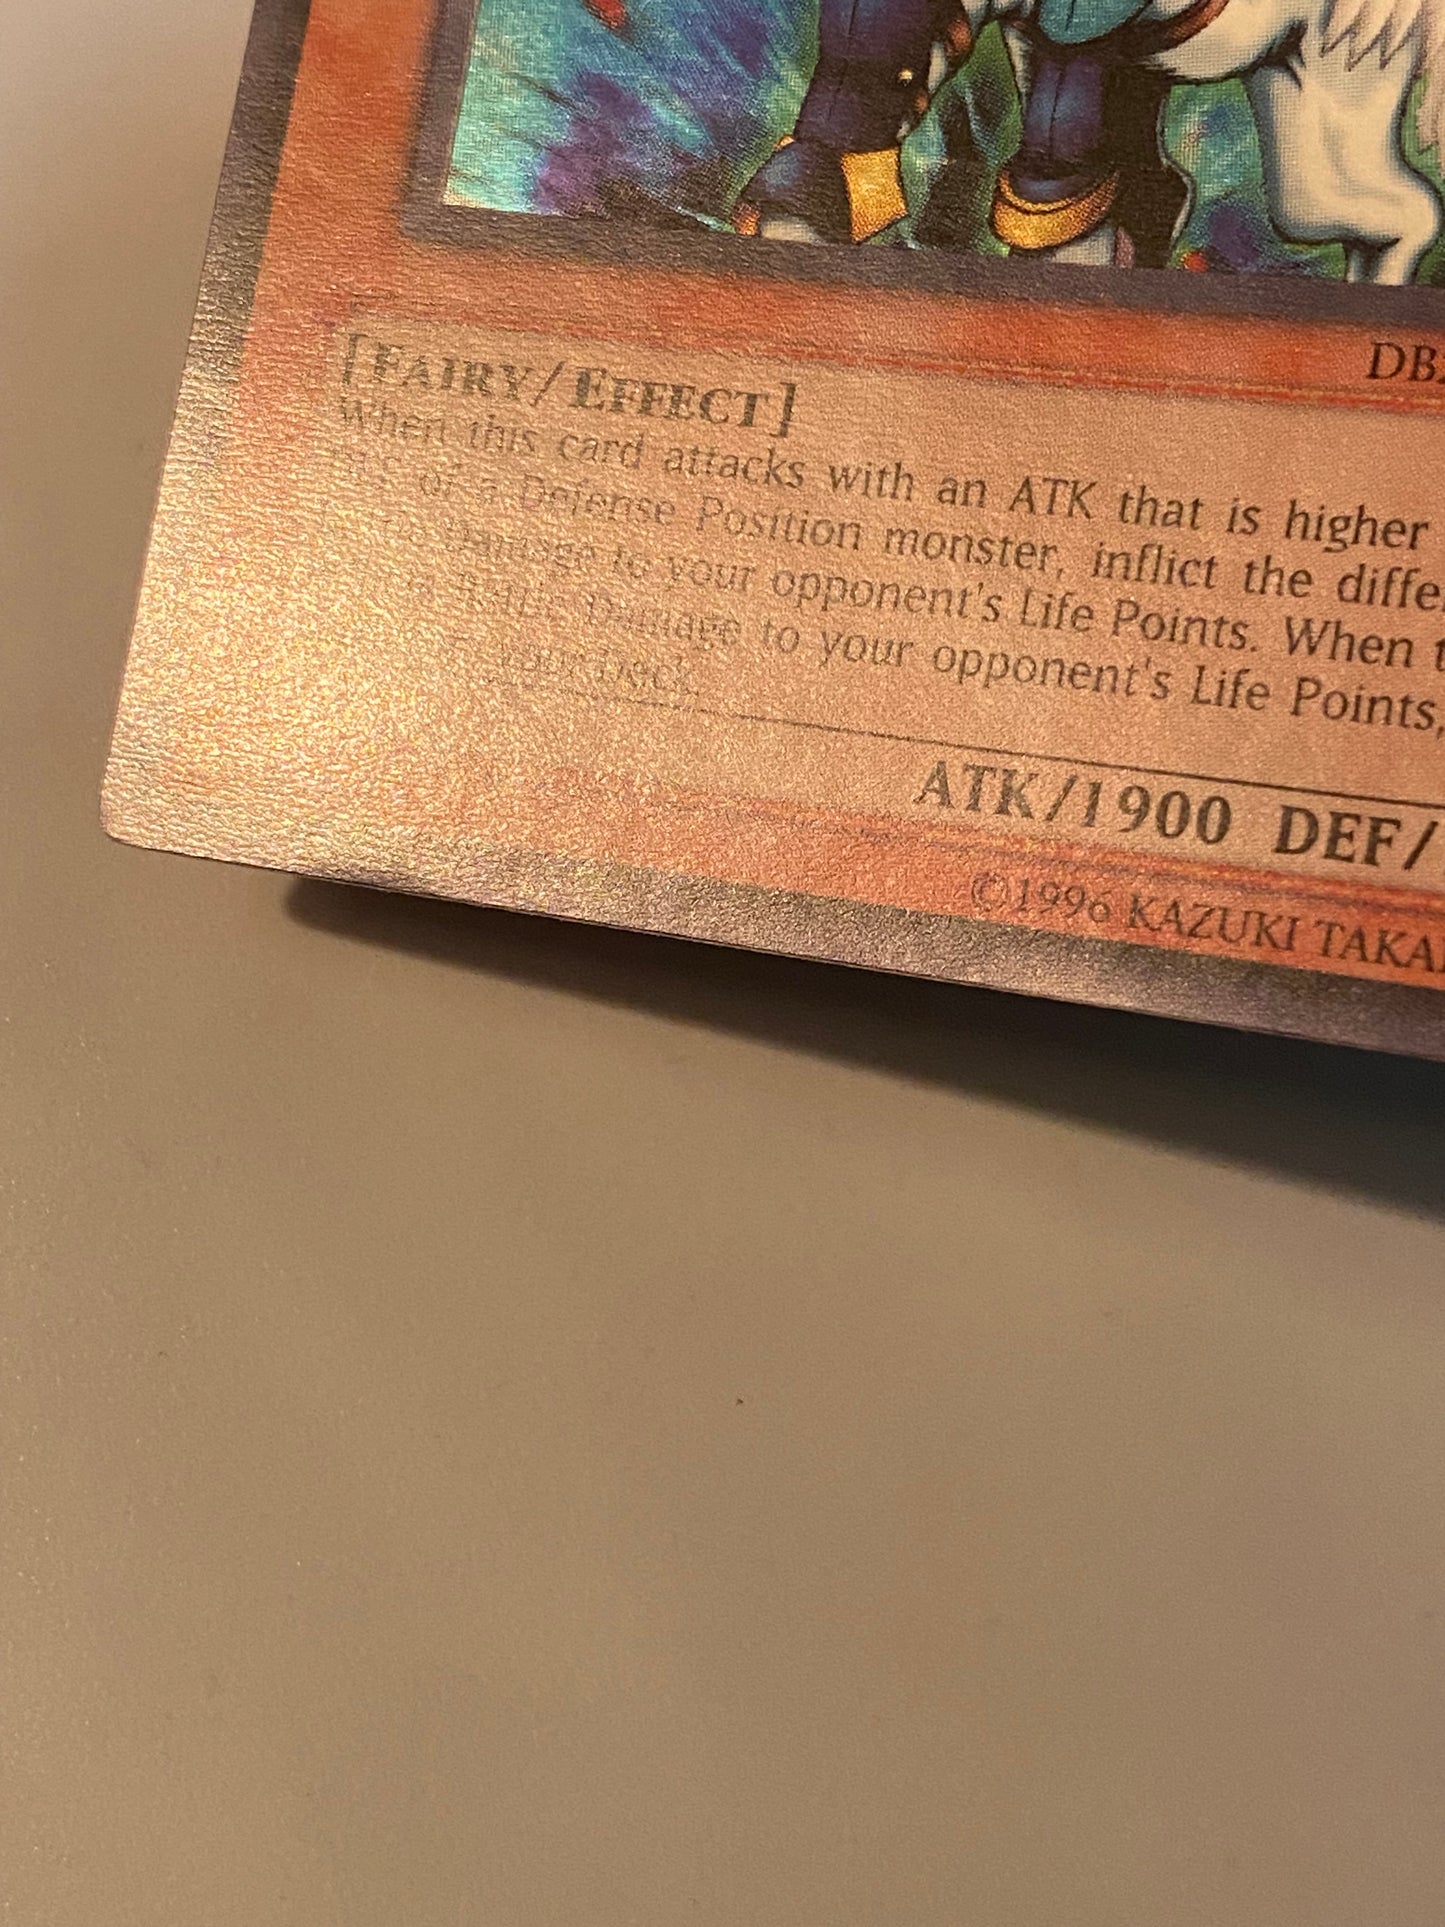 DB
[FAIRY/EFFECT]
When this card attacks with an ATK that is higher
of a Defense Position monster, inflict the differe
Damage to your opponent's Life Points. When t
Battle Damage to your opponent's Life Points,
your Deck.
ATK/1900 DEF/
©1996 KAZUKI TAKA